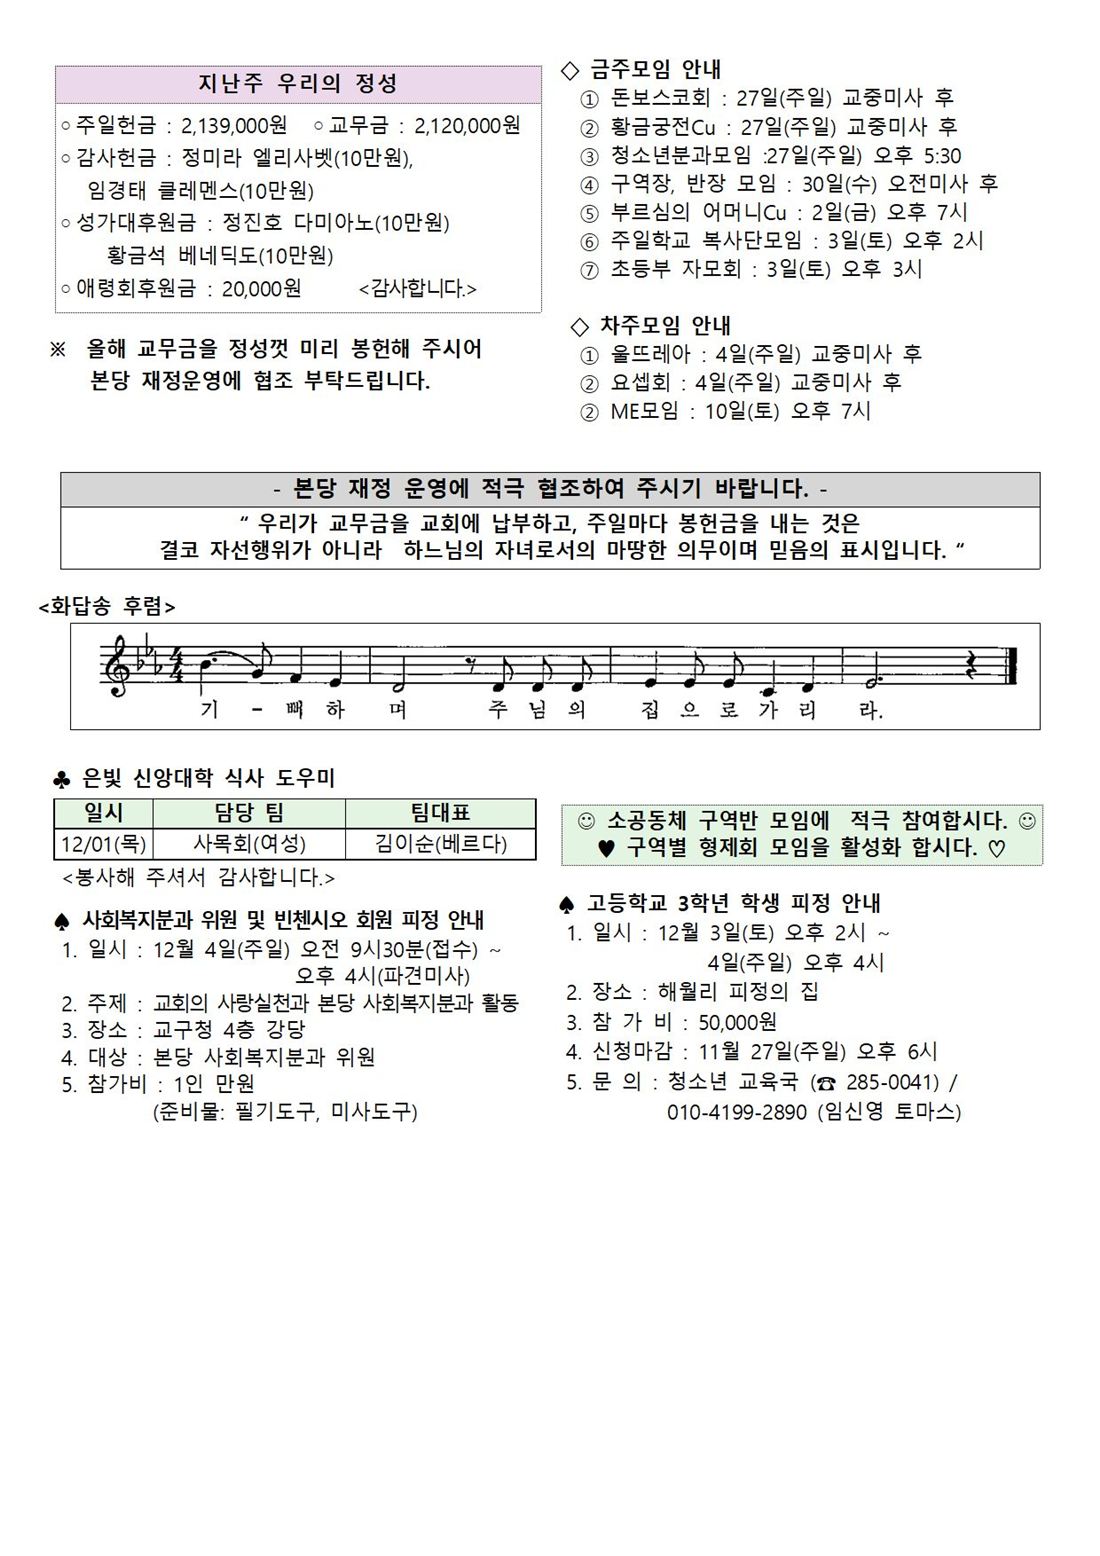 지난주 우리의 정성
○ 주일헌금 : 2,139,000원 ○ 교무금 : 2,120,000원
○ 감사헌금 : 정미라 엘리사벳(10만원),
임경태 클레멘스(10만원)
○ 성가대후원금 : 정진호 다미아노(10만원)
황금석 베네딕도(10만원)
○ 애령회후원금 : 20,000원 <감사합니다.>
※ 올해 교무금을 정성껏 미리 봉헌해 주시어
본당 재정운영에 협조 부탁드립니다.
◇ 금주모임 안내
① 돈보스코회 : 27일(주일) 교중미사 후
② 황금궁전Cu : 27일(주일) 교중미사 후
③ 청소년분과모임 :27일(주일) 오후 5:30
④ 구역장, 반장 모임 : 30일(수) 오전미사 후
⑤ 부르심의 어머니Cu : 2일(금) 오후 7시
⑥ 주일학교 복사단모임 : 3일(토) 오후 2시
⑦ 초등부 자모회 : 3일(토) 오후 3시
◇ 차주모임 안내
① 울뜨레아 : 4일(주일) 교중미사 후
② 요셉회 : 4일(주일) 교중미사 후
② ME모임 : 10일(토) 오후 7시
- 본당 재정 운영에 적극 협조하여 주시기 바랍니다. -
“ 우리가 교무금을 교회에 납부하고, 주일마다 봉헌금을 내는 것은
결코 자선행위가 아니라 하느님의 자녀로서의 마땅한 의무이며 믿음의 표시입니다. “
<화답송 후렴>
기 - 뻐 하 며 주 님 의 집 으 로 가 리 라.
♣ 은빛 신앙대학 식사 도우미
일시 담당 팀 팀대표
12/01(목) 사목회(여성) 김이순(베르다)
<봉사해 주셔서 감사합니다.>
♠ 사회복지분과 위원 및 빈첸시오 회원 피정 안내
1. 일시 : 12월 4일(주일) 오전 9시30분(접수) ~
오후 4시(파견미사)
2. 주제 : 교회의 사랑실천과 본당 사회복지분과 활동
3. 장소 : 교구청 4층 강당
4. 대상 : 본당 사회복지분과 위원
5. 참가비 : 1인 만원
(준비물: 필기도구, 미사도구)
☺ 소공동체 구역반 모임에 적극 참여합시다. ☺
♥ 구역별 형제회 모임을 활성화 합시다. ♡
♠ 고등학교 3학년 학생 피정 안내
1. 일시 : 12월 3일(토) 오후 2시 ~
4일(주일) 오후 4시
2. 장소 : 해월리 피정의 집
3. 참 가 비 : 50,000원
4. 신청마감 : 11월 27일(주일) 오후 6시
5. 문 의 : 청소년 교육국 (☎ 285-0041) /
010-4199-2890 (임신영 토마스)